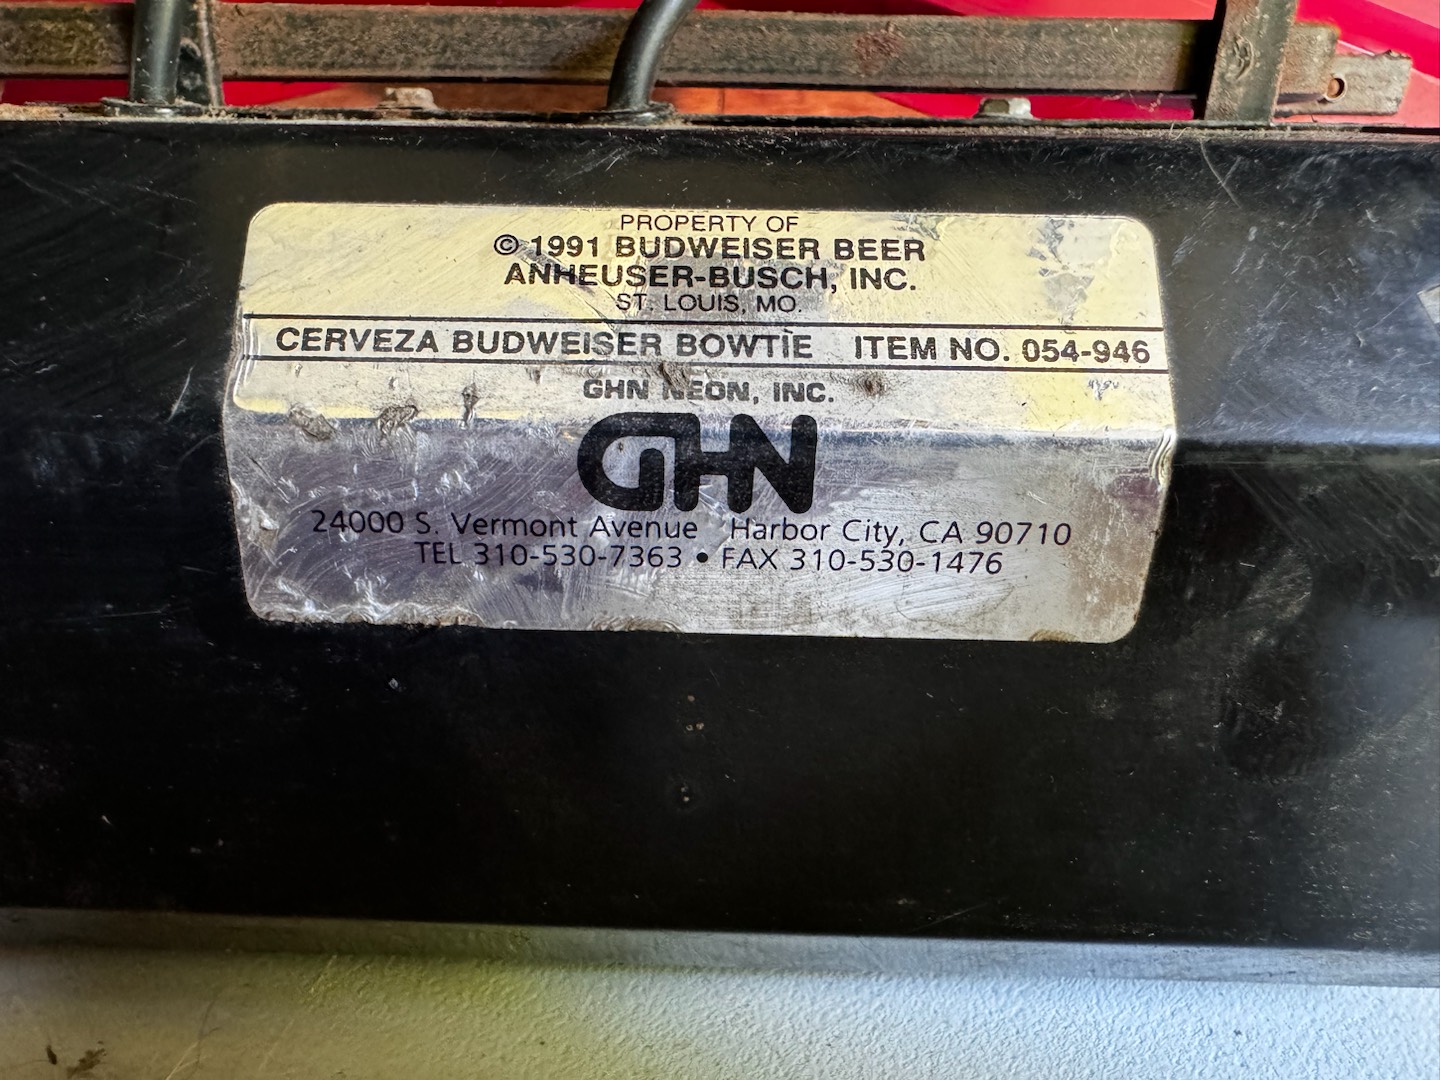 PROPERTY OF
© 1991 BUDWEISER BEER
ANHEUSER-BUSCH, INC.
ST. LOUIS, MO.
CERVEZA BUDWEISER BOWTIE ITEM NO. 054-946
GHN NEON, INC.
GHN
24000 S. Vermont Avenue Harbor City, CA 90710
TEL 310-530-7363 • FAX 310-530-1476